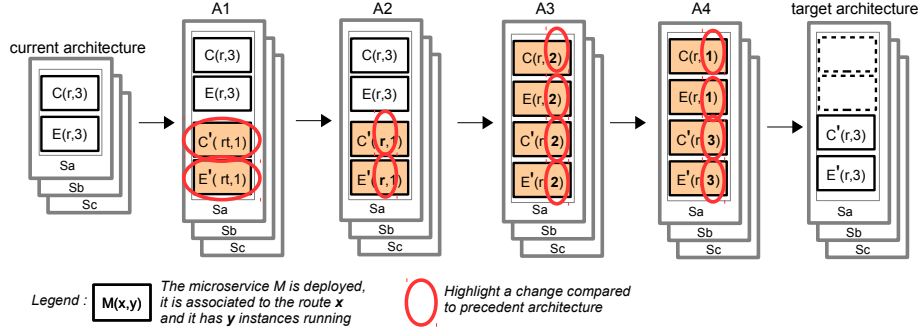 current architecture
C(r,3)
E(r,3)
Sa
Sb
Sc
A1
C(r,3)
E(r,3)
C'( rt,1)
E'( rt,1)
Sa
Sb
Sc
A2
C(r,3)
E(r,3)
C'(r,1)
E'(r,1)
Sa
Sb
Sc
A3
C(r,2)
E(r,2)
C'(r,2)
E'(r,2)
Sa
Sb
Sc
A4
C(r,1)
E(r,1)
C'(r,3)
E'(r,3)
Sa
Sb
Sc
target architecture
C'(r,3)
E'(r,3)
Sa
Sb
Sc
Legend :
M(x,y)
The microservice M is deployed,
it is associated to the route x
and it has y instances running
Highlight a change compared
to precedent architecture